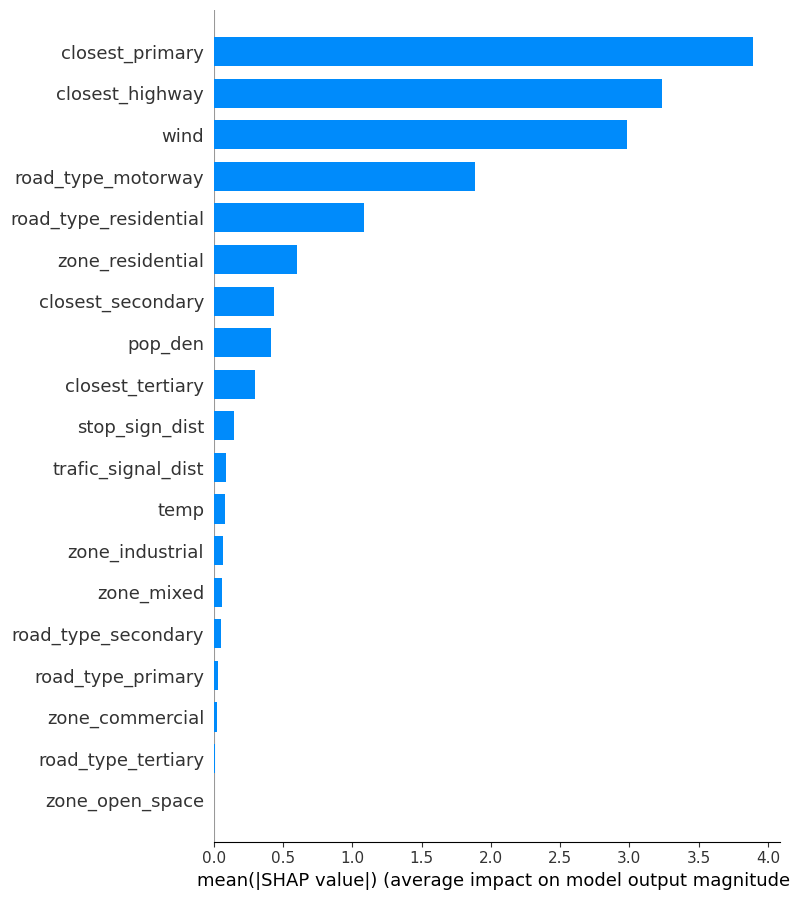 closest_primary
closest_highway
wind
road_type_motorway
road_type_residential
zone_residential
closest_secondary
pop_den
closest_tertiary
stop_sign_dist
trafic_signal_dist
temp
zone_industrial
zone_mixed
road_type_secondary
road_type_primary
zone_commercial
road_type_tertiary
zone_open_space
0.0 0.5 1.0 1.5 2.0 2.5 3.0 3.5 4.0
mean(|SHAP value|) (average impact on model output magnitude